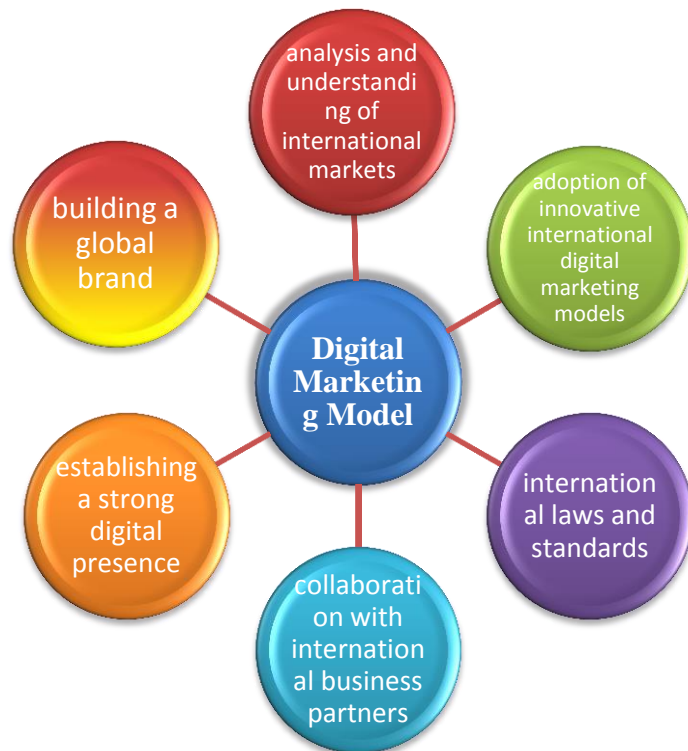 analysis and
understandi
ng of
international
markets
adoption of
innovative
international
digital
marketing
models
internation
al laws and
standards
collaborati
on with
internation
al business
partners
establishing
a strong
digital
presence
building a
global
brand
Digital
Marketin
g Model